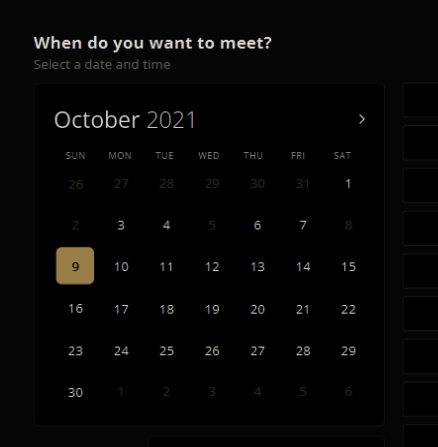 When do you want to meet?
Select a date and time
October 2021
SUN MON TUE WED THU FRI SAT
26 27 28 29 30 31 1
2 3 4 5 6 7 8
9 10 11 12 13 14 15
16 17 18 19 20 21 22
23 24 25 26 27 28 29
30 1 2 3 4 5 6